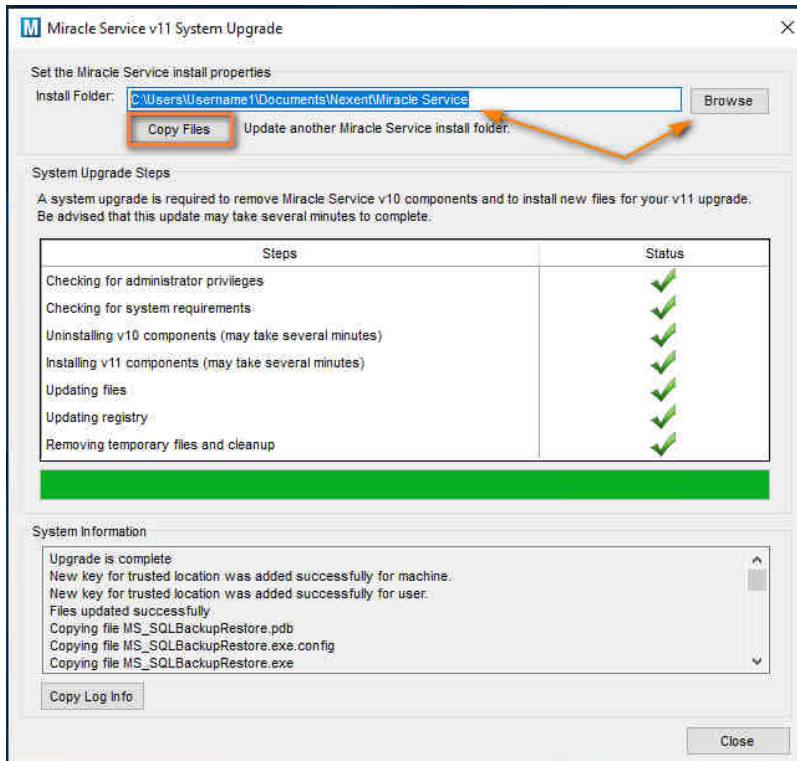 M Miracle Service v11 System Upgrade
Set the Miracle Service install properties
Install Folder: C:\Users\Username1\Documents\Nexent\Miracle Service Browse
Copy Files Update another Miracle Service install folder.
System Upgrade Steps
A system upgrade is required to remove Miracle Service v10 components and to install new files for your v11 upgrade.
Be advised that this update may take several minutes to complete.
Steps Status
Checking for administrator privileges
Checking for system requirements
Uninstalling v10 components (may take several minutes)
Installing v11 components (may take several minutes)
Updating files
Updating registry
Removing temporary files and cleanup
System Information
Upgrade is complete
New key for trusted location was added successfully for machine.
New key for trusted location was added successfully for user.
Files updated successfully
Copying file MS_SQLBackupRestore.pdb
Copying file MS_SQLBackupRestore.exe.config
Copying file MS_SQLBackupRestore.exe
Copy Log Info
Close